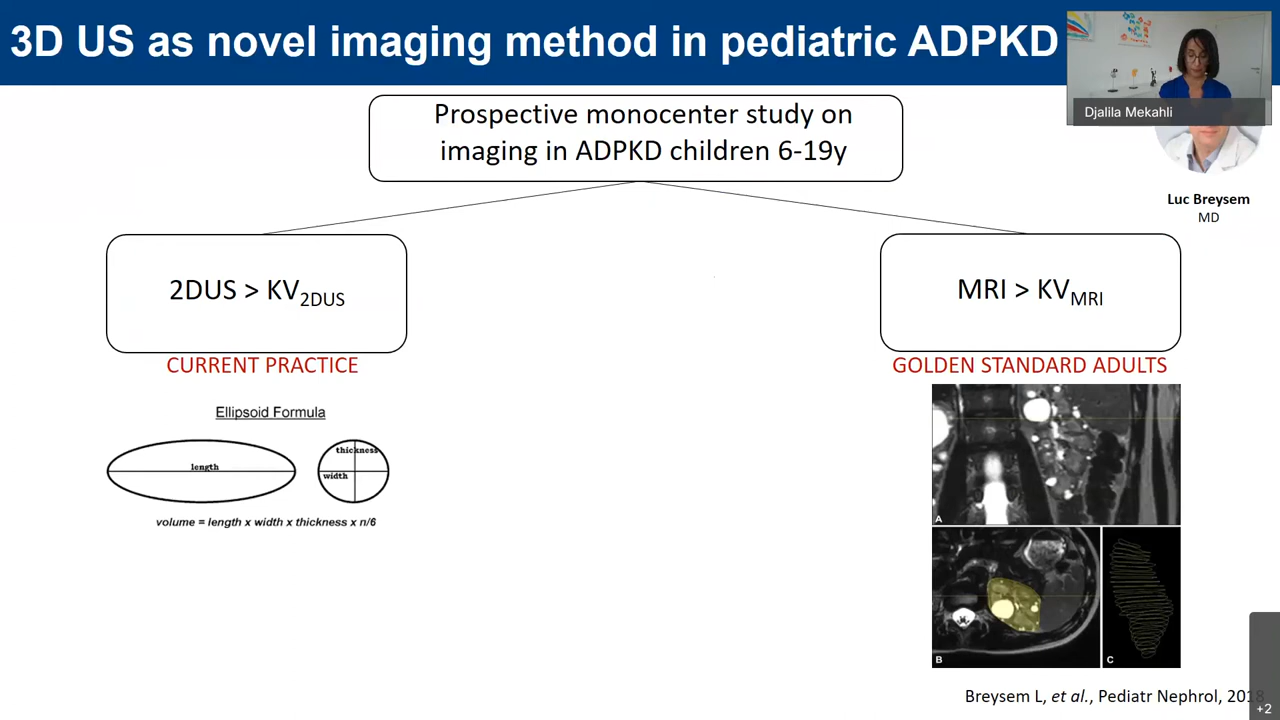 3D US as novel imaging method in pediatric ADPKD
Djalila Mekahli
Prospective monocenter study on
imaging in ADPKD children 6-19y
Luc Breysem
MD
2DUS > KV2DUS
MRI > KVMRI
CURRENT PRACTICE
GOLDEN STANDARD ADULTS
Ellipsoid Formula
length
thickness
width
volume = length x width x thickness x п/6
A
B
C
Breysem L, et al., Pediatr Nephrol, 2018
+2